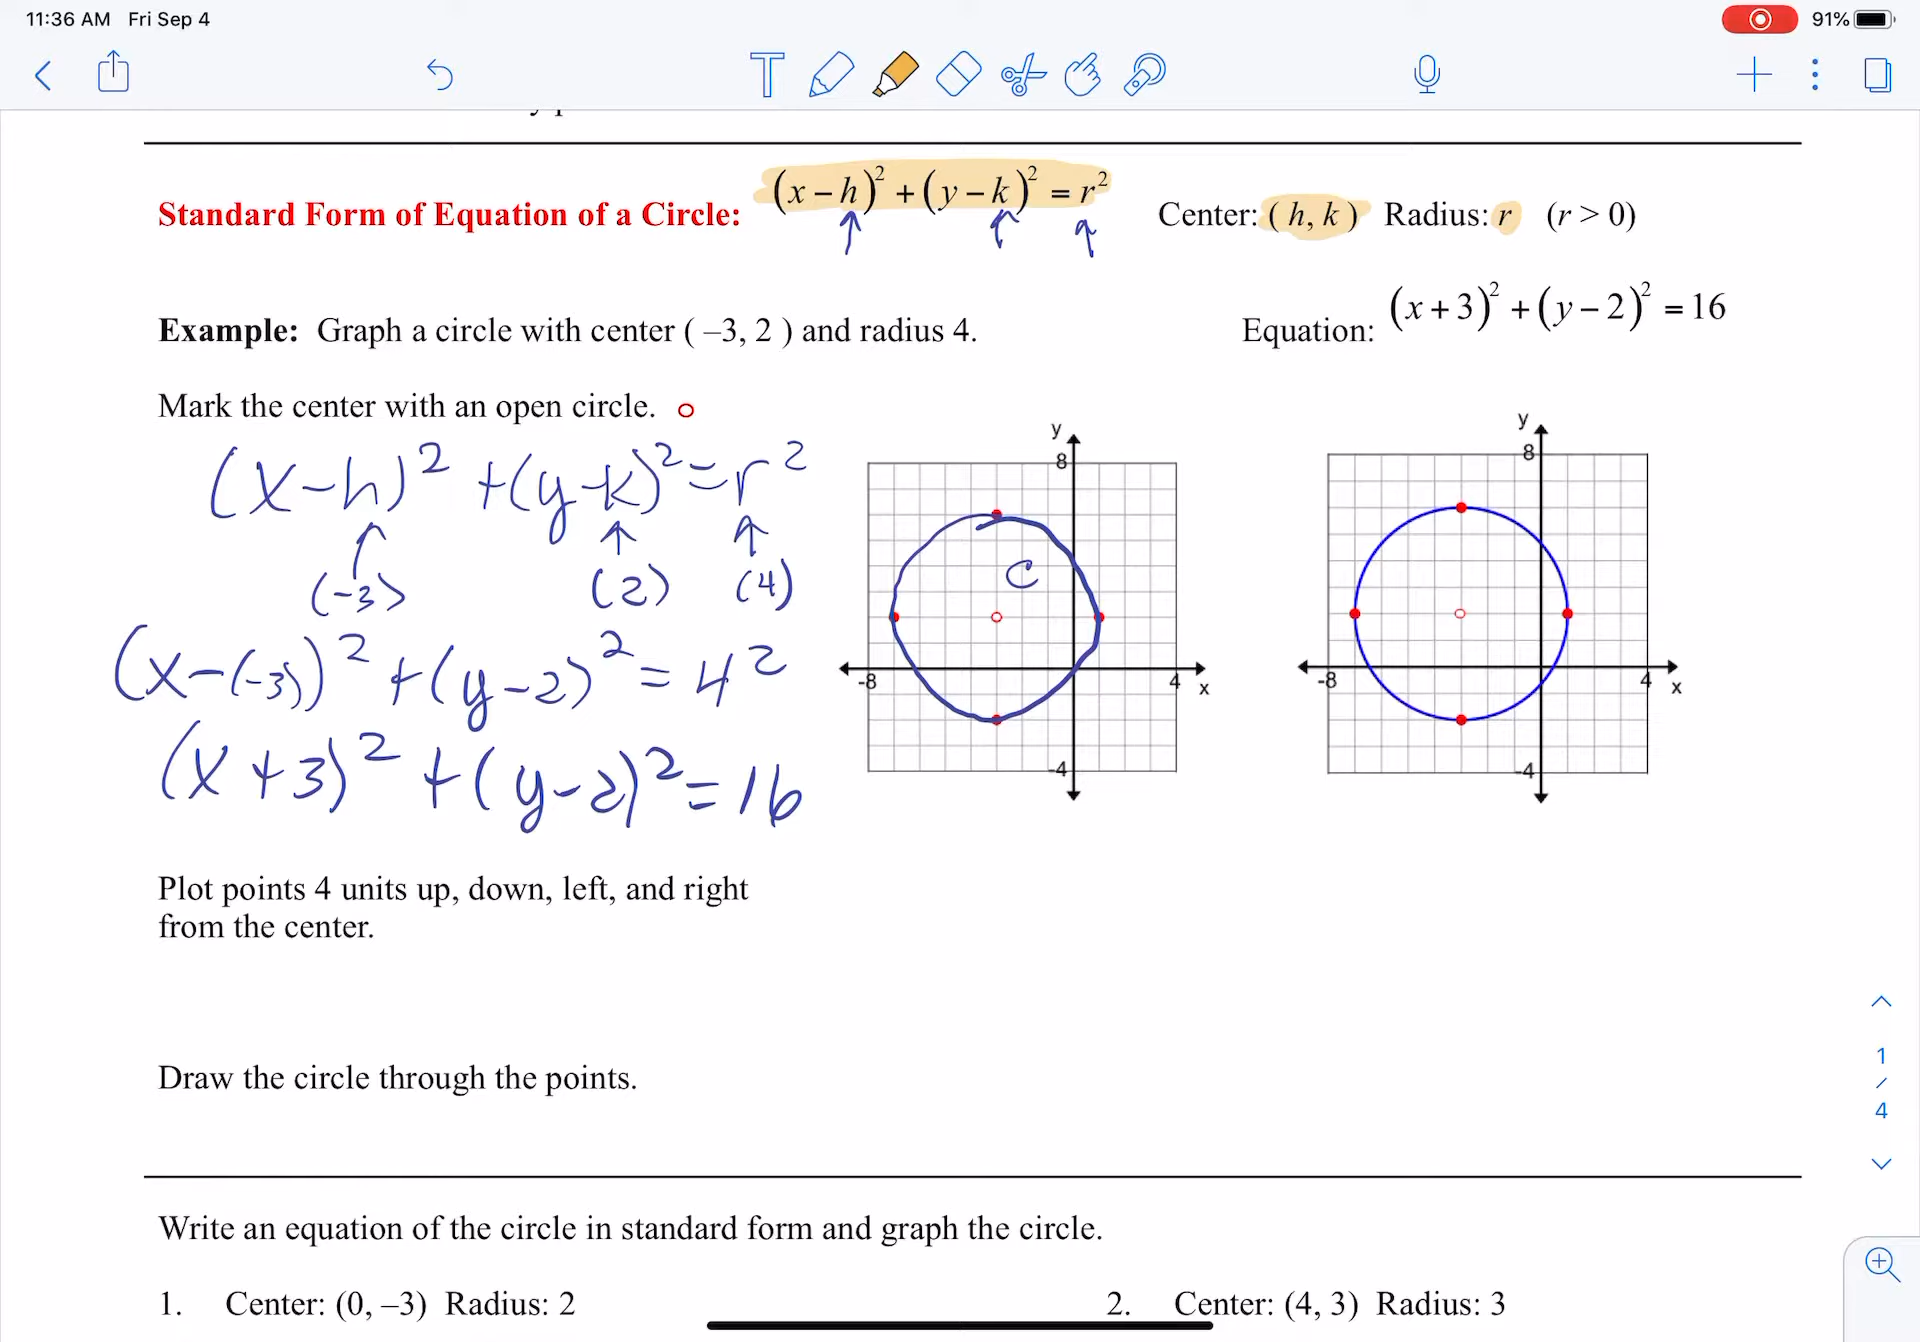 11:36 AM Fri Sep 4
91%
T
Standard Form of Equation of a Circle: (x – h)² + (y – k)² = r² Center: ( h, k ) Radius: r (r > 0)
Example: Graph a circle with center ( –3, 2 ) and radius 4.
Equation: (x + 3)² + (y – 2)² = 16
Mark the center with an open circle.
(x-h)² +(y-k)²=r²
(-3) (2) (4)
(x-(-3))² +(y-2)² = 4²
(x+3)² +(y-2)²=16
y
8
C
-8
4
x
-4
y
8
-8
4
x
-4
Plot points 4 units up, down, left, and right
from the center.
Draw the circle through the points.
1
/
4
Write an equation of the circle in standard form and graph the circle.
1. Center: (0, –3) Radius: 2
2. Center: (4, 3) Radius: 3